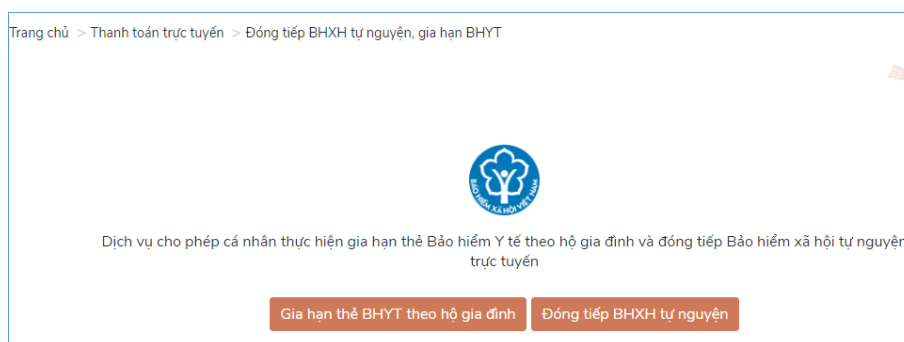 Trang chủ > Thanh toán trực tuyến > Đóng tiếp BHXH tự nguyện, gia hạn BHYT
BẢO HIỂM XÃ HỘI VIỆT NAM
Dịch vụ cho phép cá nhân thực hiện gia hạn thẻ Bảo hiểm Y tế theo hộ gia đình và đóng tiếp Bảo hiểm xã hội tự nguyện
trực tuyến
Gia hạn thẻ BHYT theo hộ gia đình Đóng tiếp BHXH tự nguyện